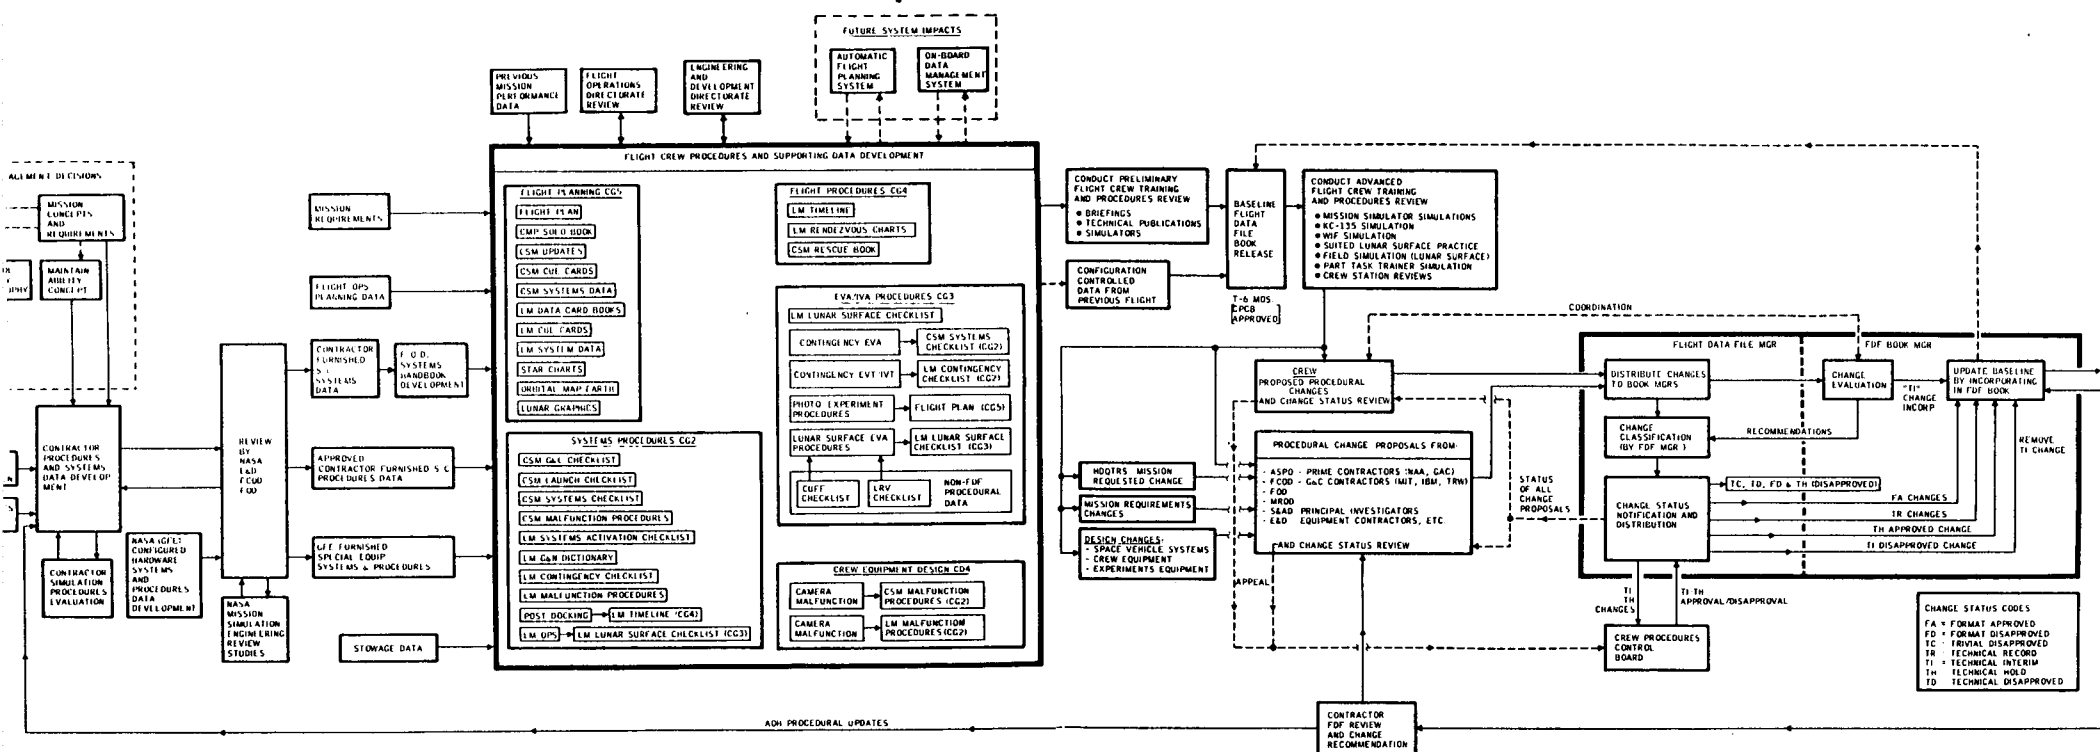 FUTURE SYSTEM IMPACTS
AUTOMATIC
FLIGHT
PLANNING
SYSTEM
ON-BOARD
DATA
MANAGEMENT
SYSTEM
PREVIOUS
MISSION
PERFORMANCE
DATA
FLIGHT
OPERATIONS
DIRECTORATE
REVIEW
ENGINEERING
AND
DEVELOPMENT
DIRECTORATE
REVIEW
AGEMENT DECISIONS
MISSION
CONCEPTS
AND
REQUIREMENTS
MAINTAIN
ABILITY
CONCEPT
OPHY
CONTRACTOR
PROCEDURES
AND SYSTEMS
DATA DEVELOP
MENT
CONTRACTOR
SIMULATION
PROCEDURES
EVALUATION
NASA (GFE)
CONFIGURED
HARDWARE
SYSTEMS
AND
PROCEDURES
DATA
DEVELOPMENT
REVIEW
BY
NASA
E&D
FCOD
FOD
NASA
MISSION
SIMULATION
ENGINEERING
REVIEW
STUDIES
MISSION
REQUIREMENTS
FLIGHT OPS
PLANNING DATA
CONTRACTOR
FURNISHED
S/C
SYSTEMS
DATA
F.O.D.
SYSTEMS
HANDBOOK
DEVELOPMENT
APPROVED
CONTRACTOR FURNISHED S C
PROCEDURES DATA
GFE FURNISHED
SPECIAL EQUIP
SYSTEMS & PROCEDURES
STOWAGE DATA
FLIGHT CREW PROCEDURES AND SUPPORTING DATA DEVELOPMENT
FLIGHT PLANNING CG5
FLIGHT PLAN
CMP SOLO BOOK
CSM UPDATES
CSM CUE CARDS
CSM SYSTEMS DATA
LM DATA CARD BOOKS
LM CUE CARDS
LM SYSTEM DATA
STAR CHARTS
ORBITAL MAP EARTH
LUNAR GRAPHICS
SYSTEMS PROCEDURES CG2
CSM G&C CHECKLIST
CSM LAUNCH CHECKLIST
CSM SYSTEMS CHECKLIST
CSM MALFUNCTION PROCEDURES
LM SYSTEMS ACTIVATION CHECKLIST
LM G&N DICTIONARY
LM CONTINGENCY CHECKLIST
LM MALFUNCTION PROCEDURES
POST DOCKING
LM TIMELINE (CG4)
LM OPS
LM LUNAR SURFACE CHECKLIST (CG3)
FLIGHT PROCEDURES CG4
LM TIMELINE
LM RENDEZVOUS CHARTS
CSM RESCUE BOOK
EVA/IVA PROCEDURES CG3
LM LUNAR SURFACE CHECKLIST
CONTINGENCY EVA
CSM SYSTEMS
CHECKLIST (CG2)
CONTINGENCY EVT/IVT
LM CONTINGENCY
CHECKLIST (CG2)
PHOTO EXPERIMENT
PROCEDURES
FLIGHT PLAN (CG5)
LUNAR SURFACE EVA
PROCEDURES
LM LUNAR SURFACE
CHECKLIST (CG3)
CUFF
CHECKLIST
LRV
CHECKLIST
NON-FDF
PROCEDURAL
DATA
CREW EQUIPMENT DESIGN CD4
CAMERA
MALFUNCTION
CSM MALFUNCTION
PROCEDURES (CG2)
CAMERA
MALFUNCTION
LM MALFUNCTION
PROCEDURES(CG2)
CONDUCT PRELIMINARY
FLIGHT CREW TRAINING
AND PROCEDURES REVIEW
● BRIEFINGS
● TECHNICAL PUBLICATIONS
● SIMULATORS
CONFIGURATION
CONTROLLED
DATA FROM
PREVIOUS FLIGHT
BASELINE
FLIGHT
DATA
FILE
BOOK
RELEASE
T-6 MOS.
[CPCB
APPROVED]
CONDUCT ADVANCED
FLIGHT CREW TRAINING
AND PROCEDURES REVIEW
● MISSION SIMULATOR SIMULATIONS
● KC-135 SIMULATION
● WIF SIMULATION
● SUITED LUNAR SURFACE PRACTICE
● FIELD SIMULATION (LUNAR SURFACE)
● PART TASK TRAINER SIMULATION
● CREW STATION REVIEWS
COORDINATION
CREW
PROPOSED PROCEDURAL
CHANGES
AND CHANGE STATUS REVIEW
PROCEDURAL CHANGE PROPOSALS FROM:
- ASPO - PRIME CONTRACTORS (NAA, GAC)
- FCOD - G&C CONTRACTORS (MIT, IBM, TRW)
- FOD
- MROD
- S&AD PRINCIPAL INVESTIGATORS
- E&D EQUIPMENT CONTRACTORS, ETC.
AND CHANGE STATUS REVIEW
HDQTRS MISSION
REQUESTED CHANGE
MISSION REQUIREMENTS
CHANGES
DESIGN CHANGES:
- SPACE VEHICLE SYSTEMS
- CREW EQUIPMENT
- EXPERIMENTS EQUIPMENT
APPEAL
STATUS
OF ALL
CHANGE
PROPOSALS
FLIGHT DATA FILE MGR
FDF BOOK MGR
DISTRIBUTE CHANGES
TO BOOK MGRS
CHANGE
EVALUATION
"TI"
CHANGE
INCORP
UPDATE BASELINE
BY INCORPORATING
IN FDF BOOK
CHANGE
CLASSIFICATION
(BY FDF MGR )
RECOMMENDATIONS
REMOVE
TI CHANGE
CHANGE STATUS
NOTIFICATION AND
DISTRIBUTION
TC, TD, FD & TH (DISAPPROVED)
FA CHANGES
TR CHANGES
TH APPROVED CHANGE
TI DISAPPROVED CHANGE
TI
TH
CHANGES
TI-TH
APPROVAL/DISAPPROVAL
CREW PROCEDURES
CONTROL
BOARD
CHANGE STATUS CODES
FA = FORMAT APPROVED
FD = FORMAT DISAPPROVED
TC - TRIVIAL DISAPPROVED
TR - TECHNICAL RECORD
TI = TECHNICAL INTERIM
TH TECHNICAL HOLD
TD TECHNICAL DISAPPROVED
AOH PROCEDURAL UPDATES
CONTRACTOR
FDF REVIEW
AND CHANGE
RECOMMENDATION